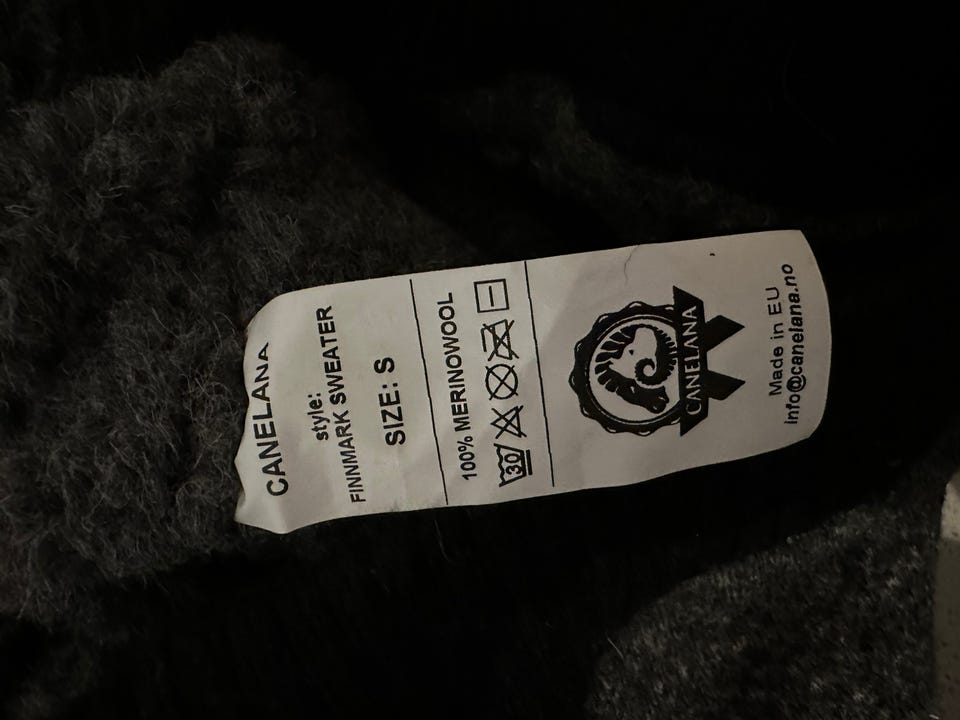 CANELANA
style:
FINNMARK SWEATER
SIZE: S
100% MERINOWOOL
30
CANELANA
Made in EU
info@canelana.no